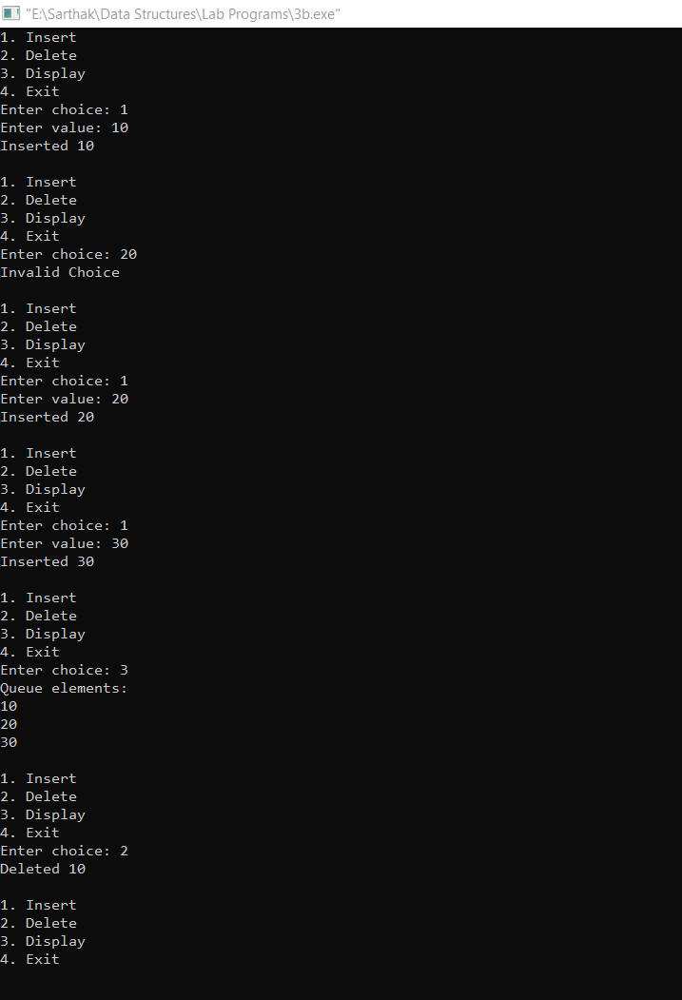 "E:\Sarthak\Data Structures\Lab Programs\3b.exe"
1. Insert
2. Delete
3. Display
4. Exit
Enter choice: 1
Enter value: 10
Inserted 10

1. Insert
2. Delete
3. Display
4. Exit
Enter choice: 20
Invalid Choice

1. Insert
2. Delete
3. Display
4. Exit
Enter choice: 1
Enter value: 20
Inserted 20

1. Insert
2. Delete
3. Display
4. Exit
Enter choice: 1
Enter value: 30
Inserted 30

1. Insert
2. Delete
3. Display
4. Exit
Enter choice: 3
Queue elements:
10
20
30

1. Insert
2. Delete
3. Display
4. Exit
Enter choice: 2
Deleted 10

1. Insert
2. Delete
3. Display
4. Exit